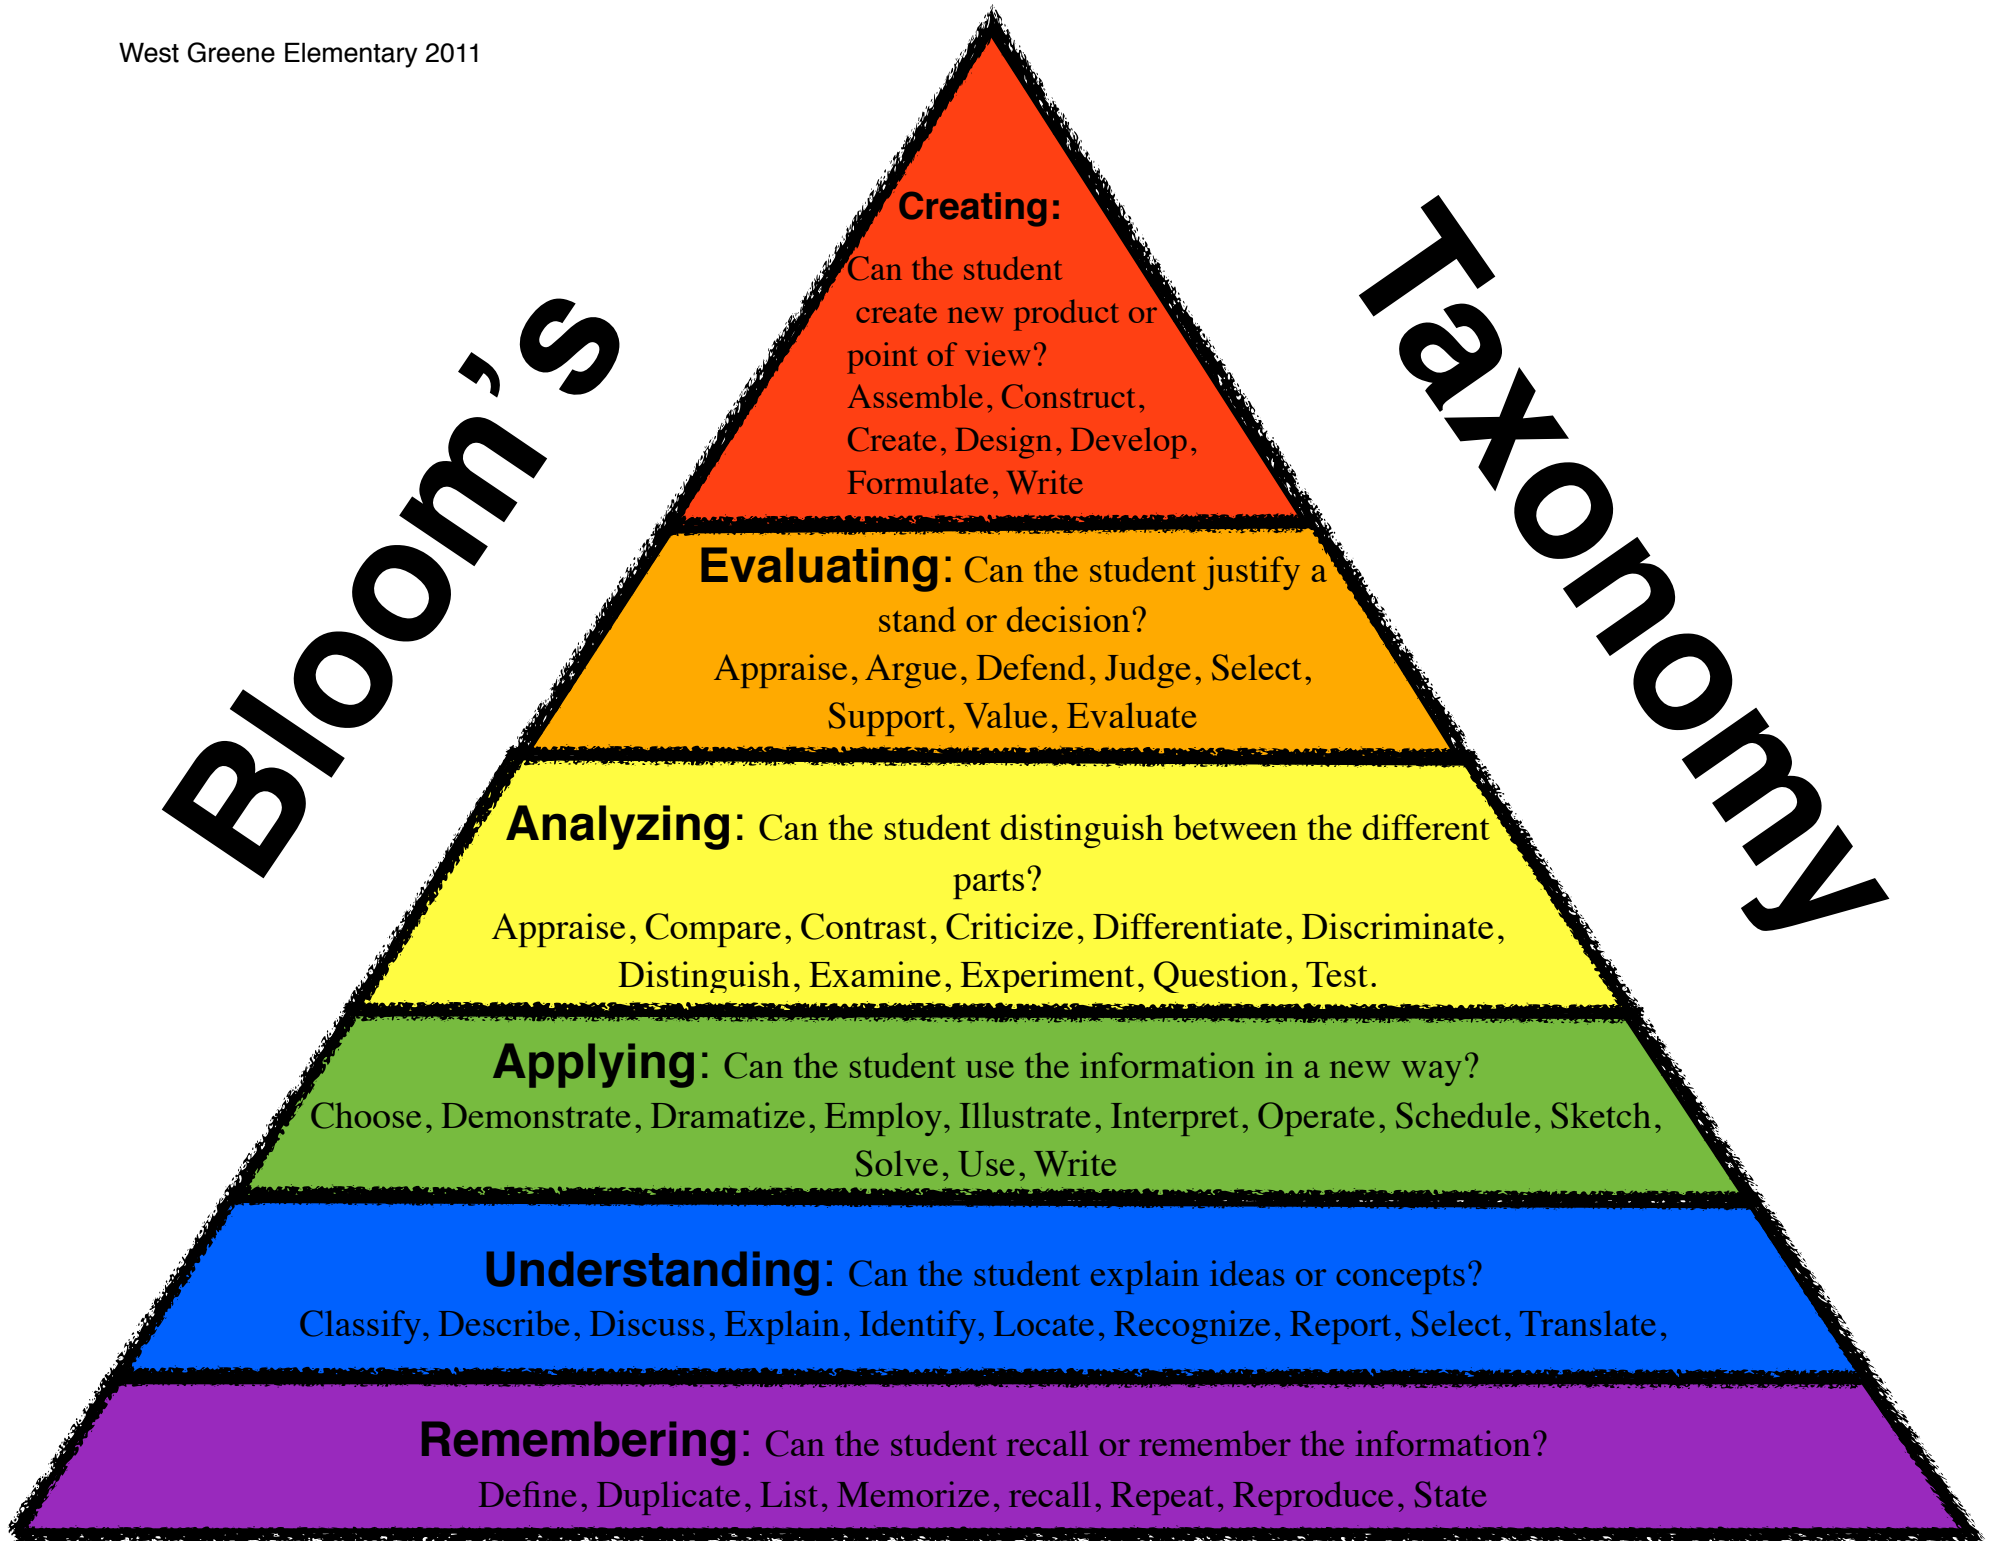 West Greene Elementary 2011
Bloom's
Taxonomy
Creating:
Can the student
create new product or
point of view?
Assemble, Construct,
Create, Design, Develop,
Formulate, Write
Evaluating: Can the student justify a
stand or decision?
Appraise, Argue, Defend, Judge, Select,
Support, Value, Evaluate
Analyzing: Can the student distinguish between the different
parts?
Appraise, Compare, Contrast, Criticize, Differentiate, Discriminate,
Distinguish, Examine, Experiment, Question, Test.
Applying: Can the student use the information in a new way?
Choose, Demonstrate, Dramatize, Employ, Illustrate, Interpret, Operate, Schedule, Sketch,
Solve, Use, Write
Understanding: Can the student explain ideas or concepts?
Classify, Describe, Discuss, Explain, Identify, Locate, Recognize, Report, Select, Translate,
Remembering: Can the student recall or remember the information?
Define, Duplicate, List, Memorize, recall, Repeat, Reproduce, State